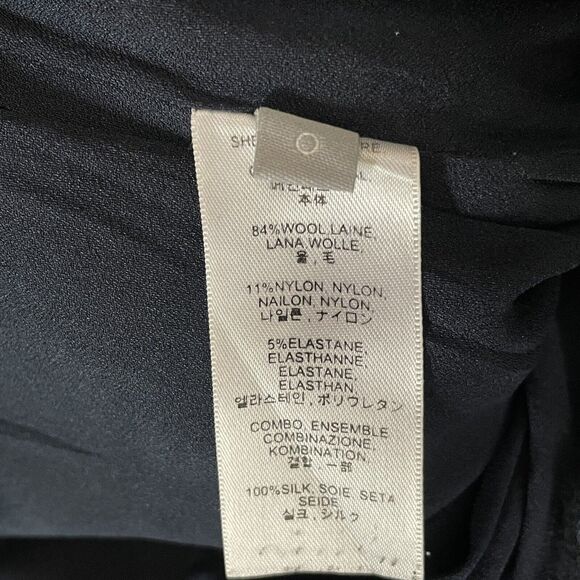 0
本体
84%WOOL,LAINE,
LANA,WOLLE,
울, 毛
11%NYLON, NYLON,
NAILON, NYLON,
나일론, ナイロン
5%ELASTANE,
ELASTHANNE,
ELASTANE,
ELASTHAN,
엘라스테인, ポリウレタン
COMBO, ENSEMBLE
COMBINAZIONE,
KOMBINATION,
결합, 一部
100%SILK, SOIE, SETA
SEIDE
실크, シルク